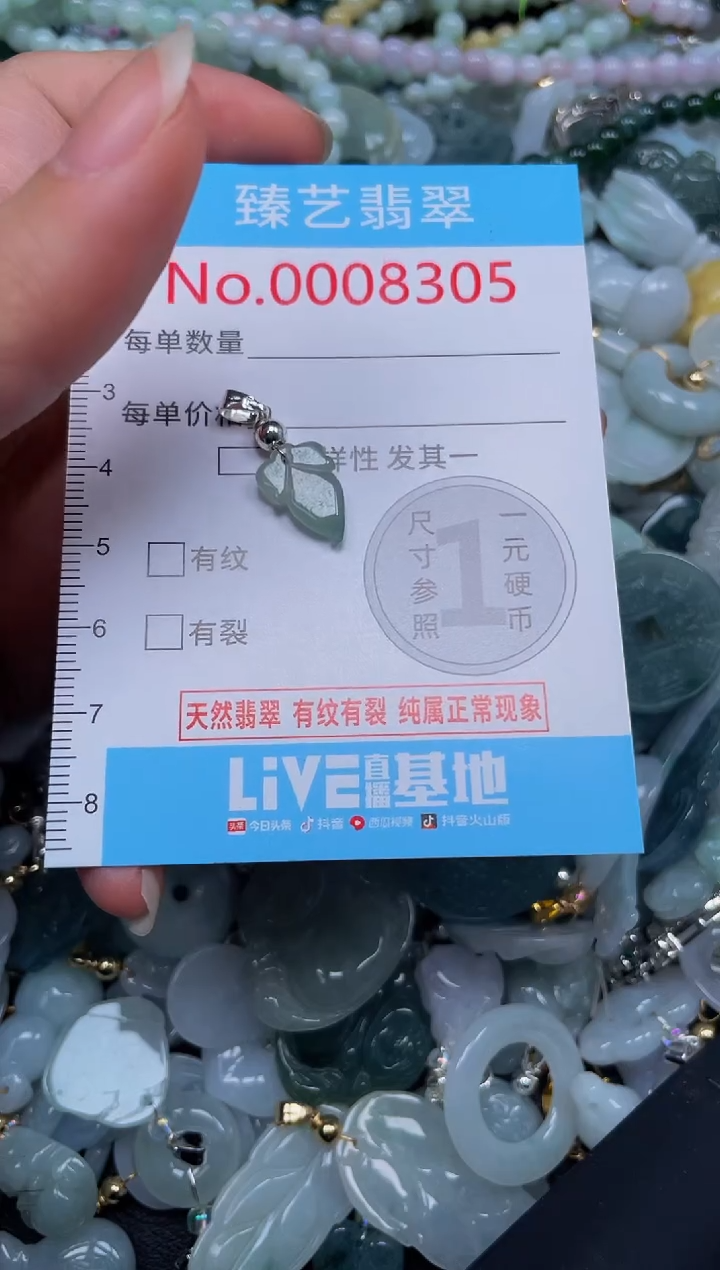 臻艺翡翠
No.0008305
每单数量
每单价
样性 发其一
有纹
有裂
尺寸参照
1
一元硬币
天然翡翠 有纹有裂 纯属正常现象
LiVE直播基地
头条 今日头条 抖音 西瓜视频 抖音火山版
3
4
5
6
7
8